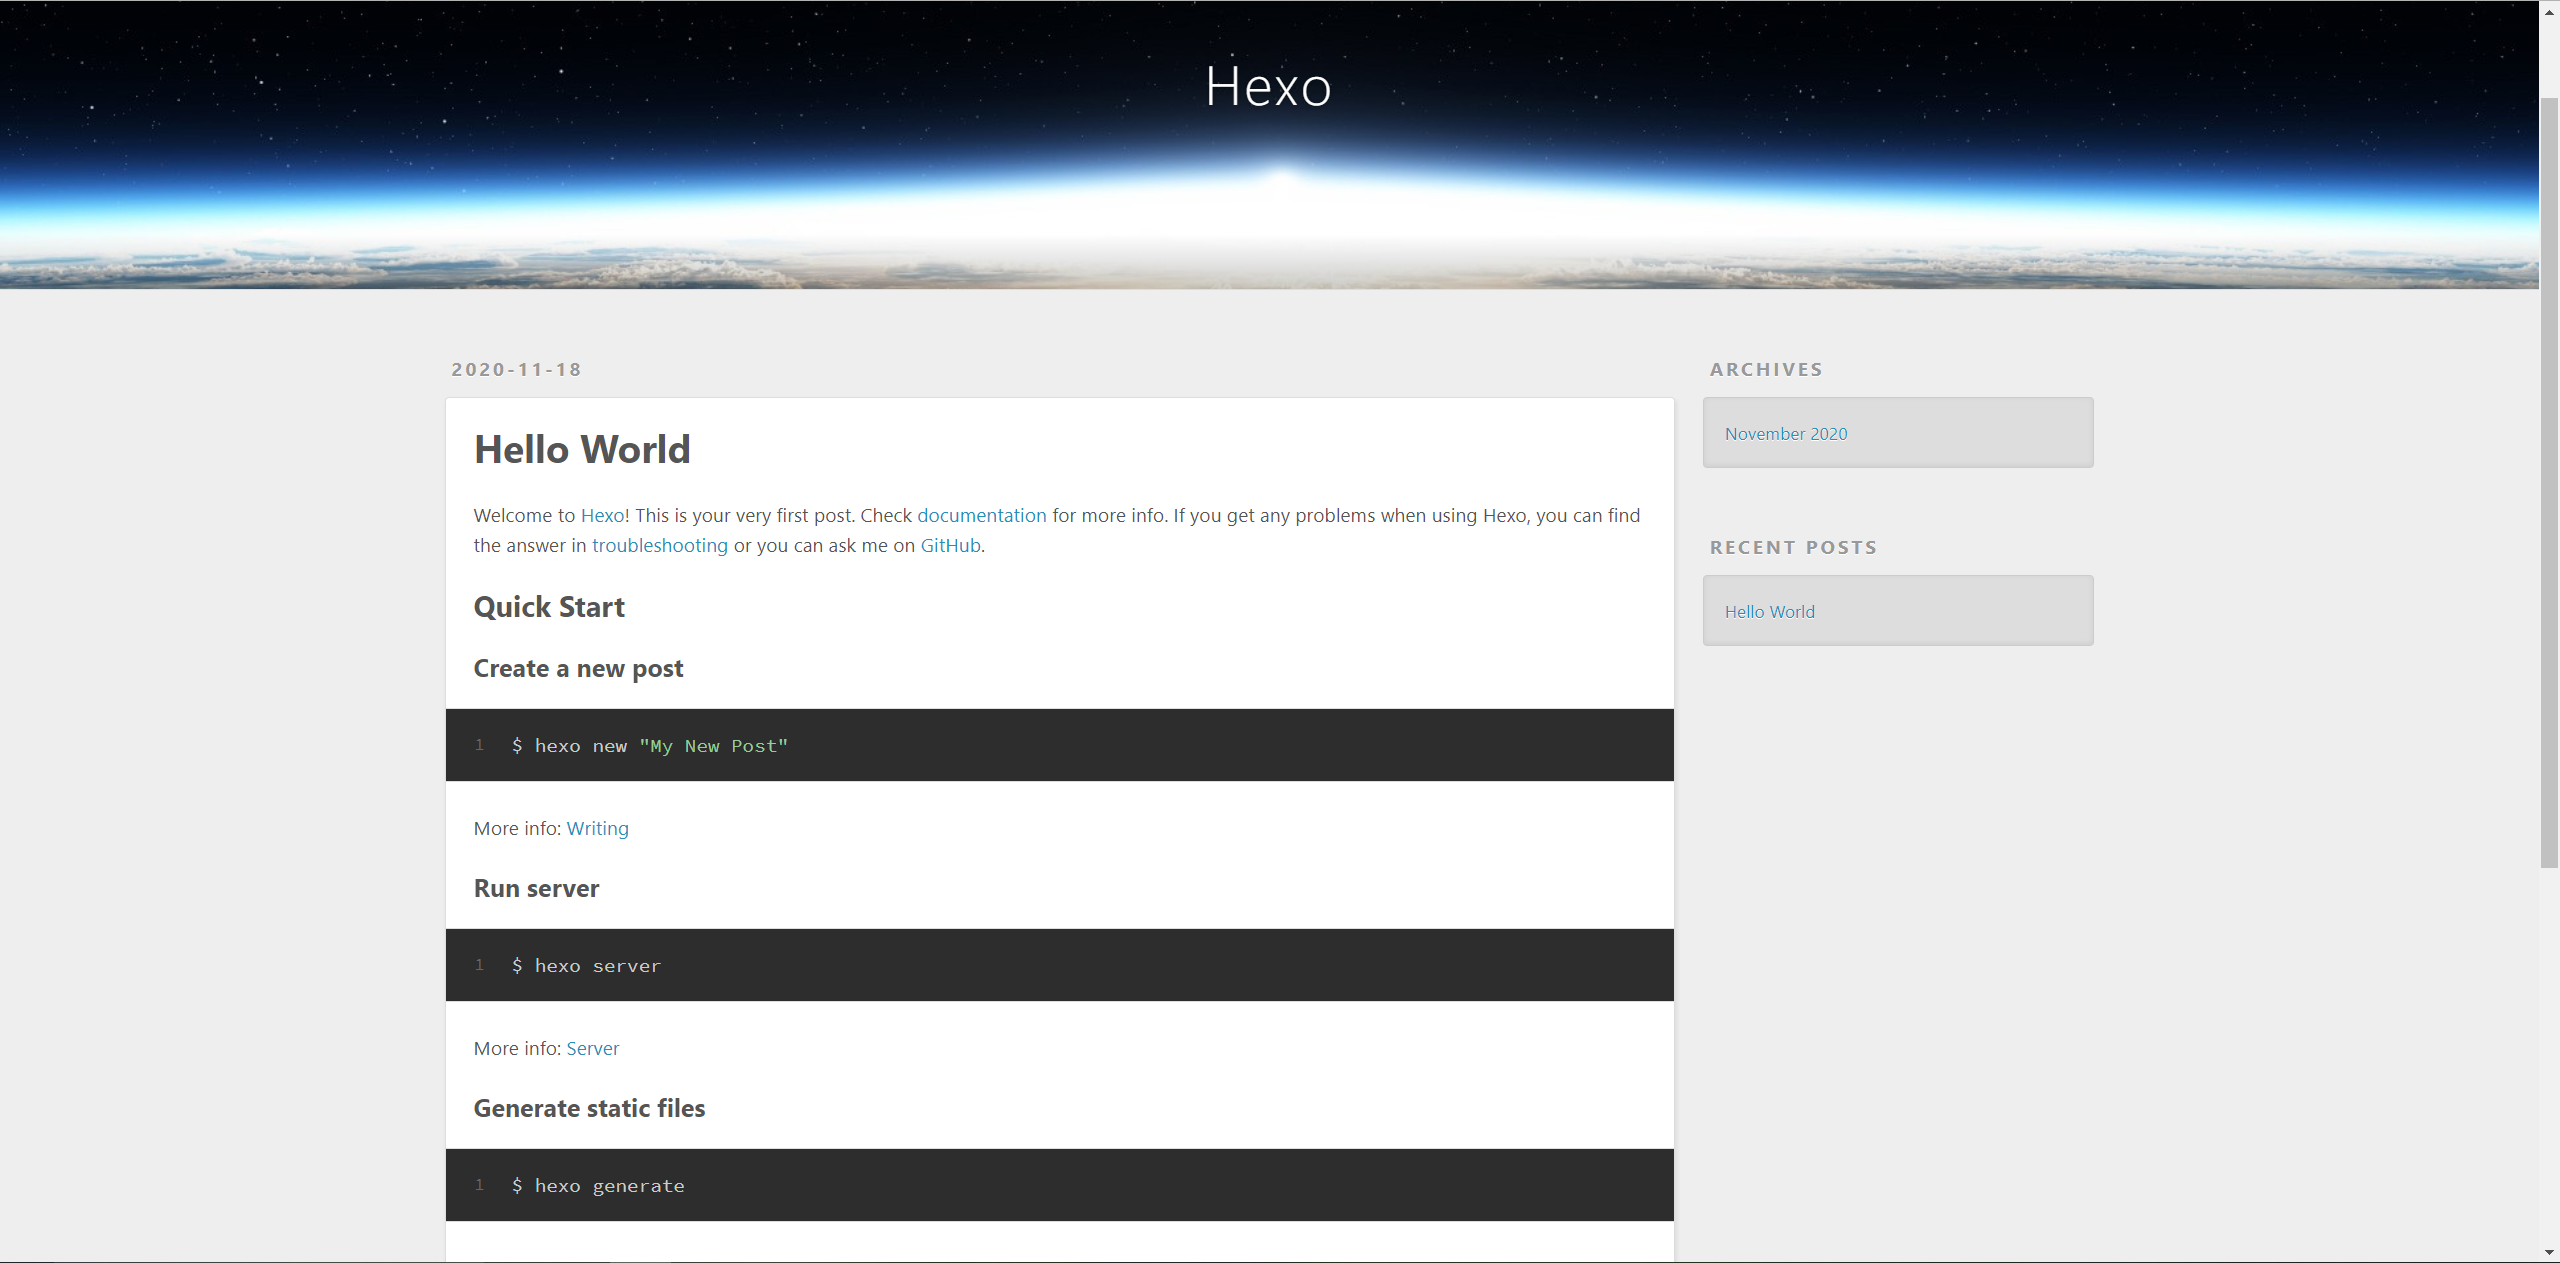 Hexo
2020-11-18
Hello World
Welcome to Hexo! This is your very first post. Check documentation for more info. If you get any problems when using Hexo, you can find
the answer in troubleshooting or you can ask me on GitHub.
Quick Start
Create a new post
1 $ hexo new "My New Post"
More info: Writing
Run server
1 $ hexo server
More info: Server
Generate static files
1 $ hexo generate
ARCHIVES
November 2020
RECENT POSTS
Hello World